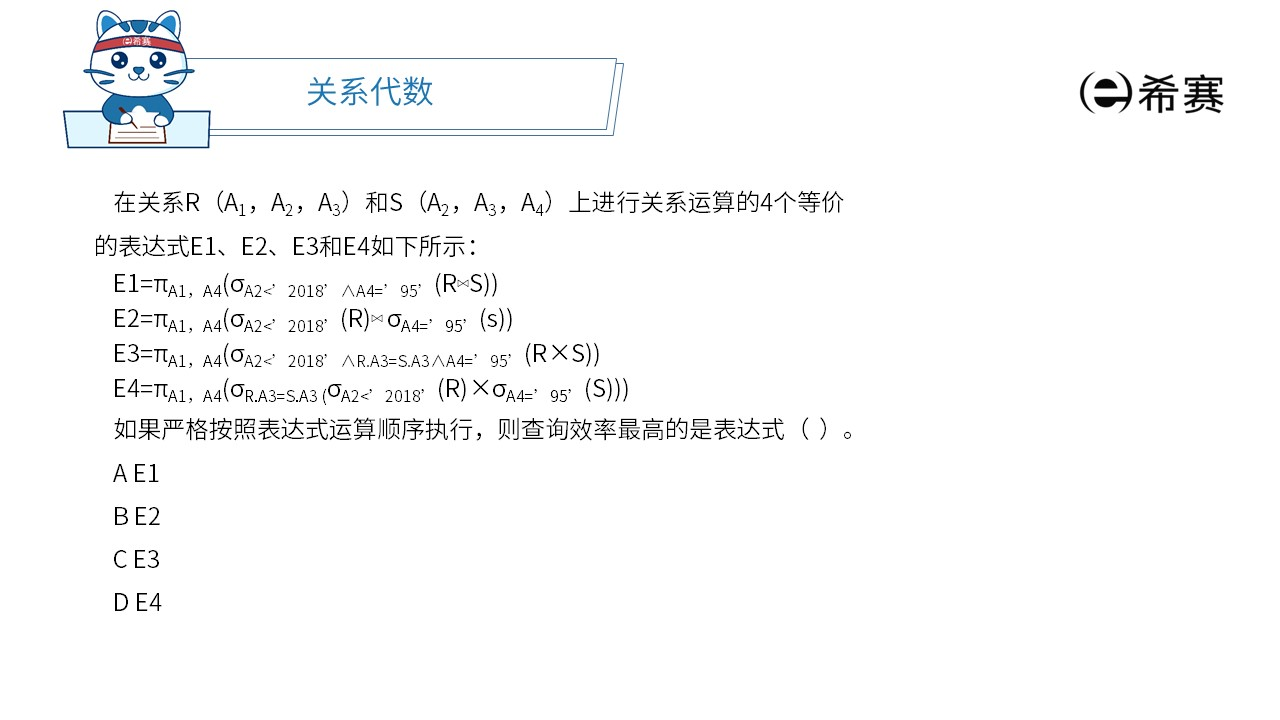 (e)希赛
关系代数
(e)希赛
在关系R（A1，A2，A3）和S（A2，A3，A4）上进行关系运算的4个等价
的表达式E1、E2、E3和E4如下所示：
E1=πA1，A4(σA2<’2018’∧A4=’95’(R⋈S))
E2=πA1，A4(σA2<’2018’(R)⋈σA4=’95’(s))
E3=πA1，A4(σA2<’2018’∧R.A3=S.A3∧A4=’95’(R×S))
E4=πA1，A4(σR.A3=S.A3 (σA2<’2018’(R)×σA4=’95’(S)))
如果严格按照表达式运算顺序执行，则查询效率最高的是表达式（ ）。
A E1
B E2
C E3
D E4